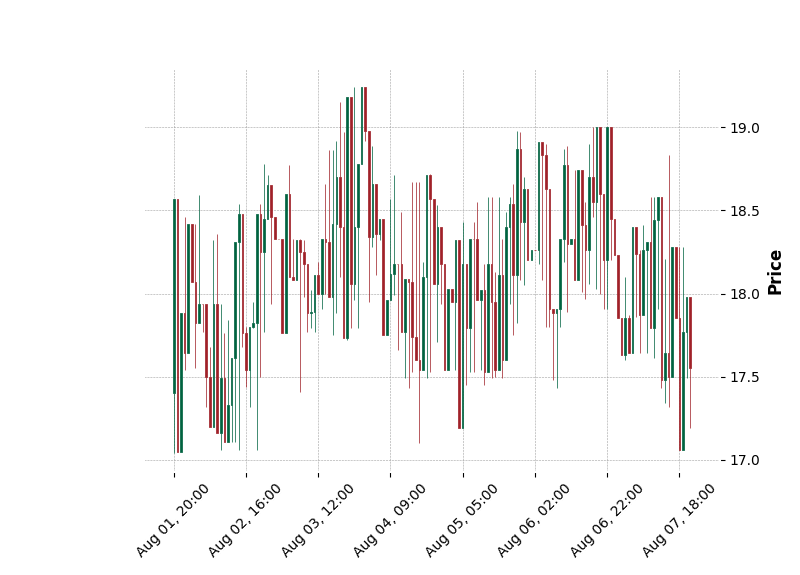 19.0
18.5
18.0
17.5
17.0
Price
Aug 01, 20:00
Aug 02, 16:00
Aug 03, 12:00
Aug 04, 09:00
Aug 05, 05:00
Aug 06, 02:00
Aug 06, 22:00
Aug 07, 18:00